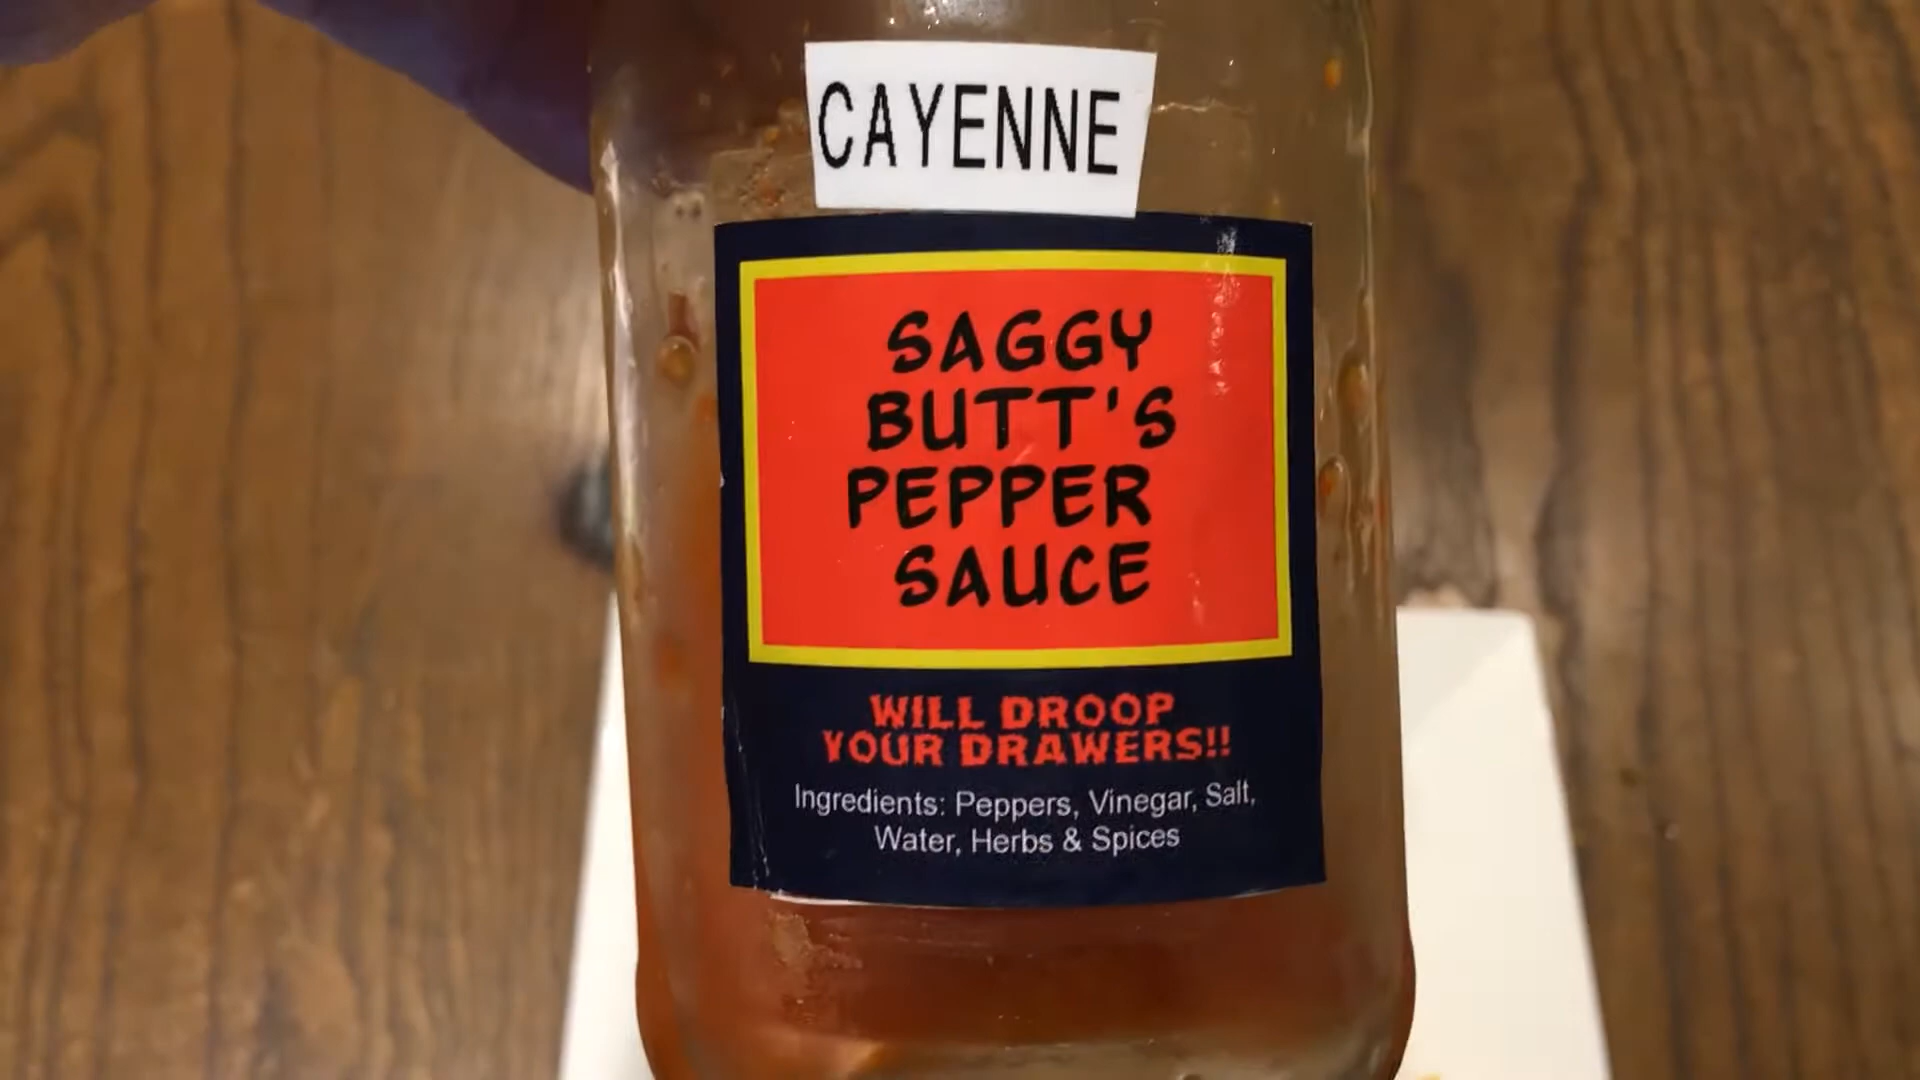 CAYENNE
SAGGY
BUTT'S
PEPPER
SAUCE
WILL DROOP
YOUR DRAWERS!!
Ingredients: Peppers, Vinegar, Salt,
Water, Herbs & Spices